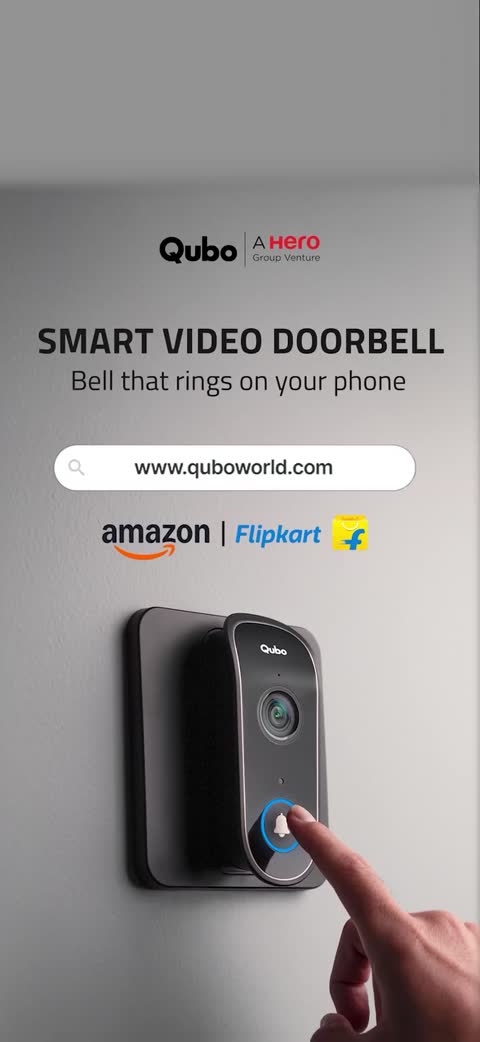 Qubo
A Hero
Group Venture
SMART VIDEO DOORBELL
Bell that rings on your phone
www.quboworld.com
amazon | Flipkart
Qubo